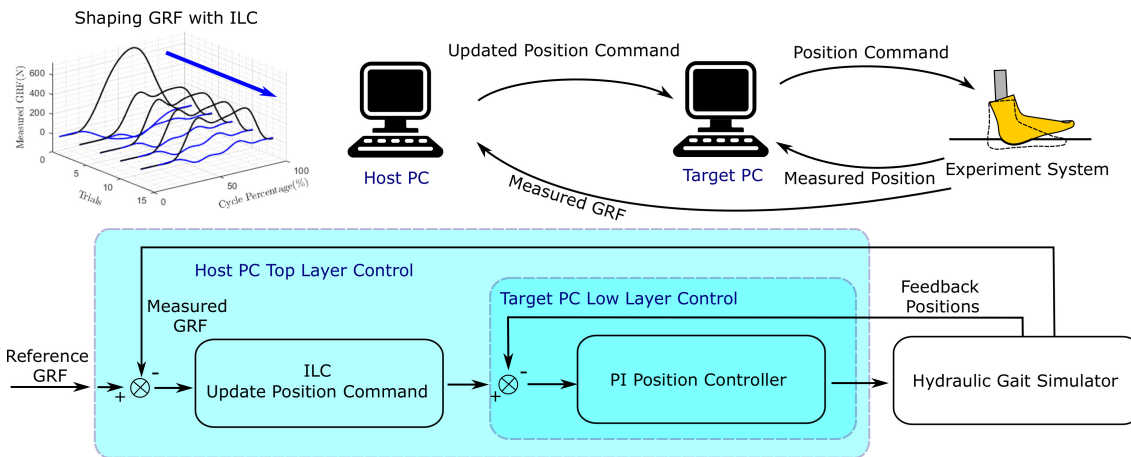 Shaping GRF with ILC
Measured GRF(N)
600
400
200
0
0
5
10
15
Trials
0
50
100
Cycle Percentage(%)
Updated Position Command
Position Command
Host PC
Target PC
Measured GRF
Measured Position
Experiment System
Host PC Top Layer Control
Target PC Low Layer Control
Measured
GRF
Feedback
Positions
Reference
GRF
+
-
ILC
Update Position Command
+
-
PI Position Controller
Hydraulic Gait Simulator